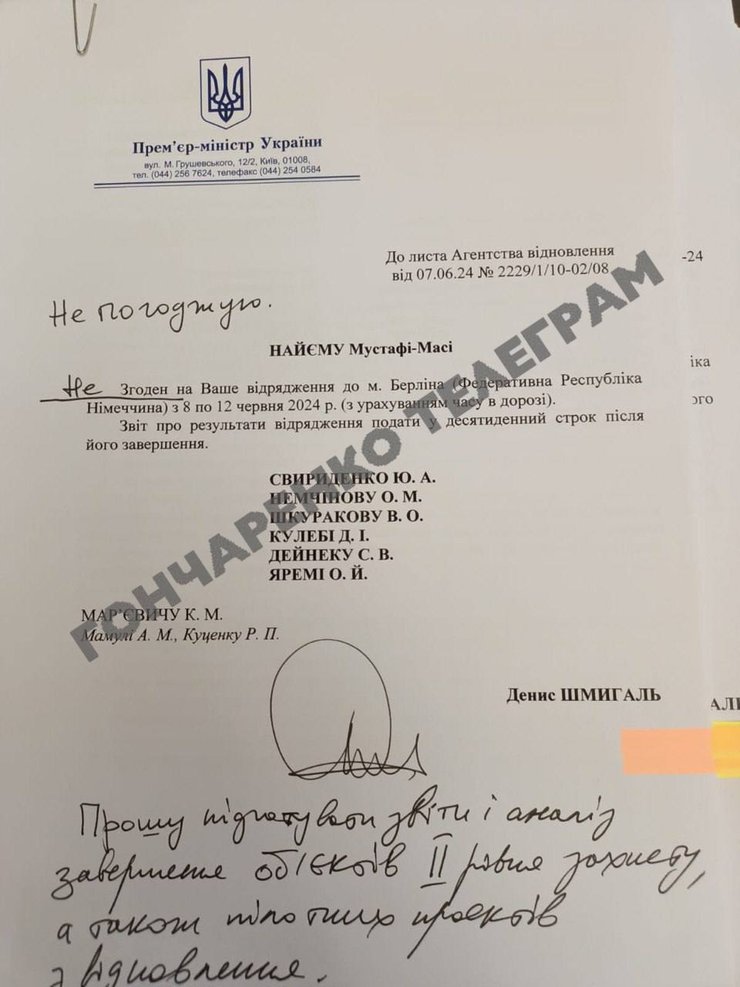 Прем'єр-міністр України
вул. М. Грушевського, 12/2, Київ, 01008,
тел. (044) 256 7624, телефакс (044) 254 0584
До листа Агентства відновлення
від 07.06.24 № 2229/1/10-02/08
-24
Не погоджую.
НАЙЄМУ Мустафі-Масі
іка
Не Згоден на Ваше відрядження до м. Берліна (Федеративна Республіка
Німеччина) з 8 по 12 червня 2024 р. (з урахуванням часу в дорозі).
ого
Звіт про результати відрядження подати у десятиденний строк після
його завершення.
СВИРИДЕНКО Ю. А.
НЕМЧІНОВУ О. М.
ШКУРАКОВУ В. О.
КУЛЕБІ Д. І.
ДЕЙНЕКУ С. В.
ЯРЕМІ О. Й.
МАР'ЄВИЧУ К. М.
Мамулі А. М., Куценку Р. П.
Денис ШМИГАЛЬ
АЛЬ
Прошу підготувати звіти і аналіз
завершення об'єктів II рівня захисту,
а також пілотних проєктів
з відновлення.
ГОНЧАРЕНКО ТЕЛЕГРАМ